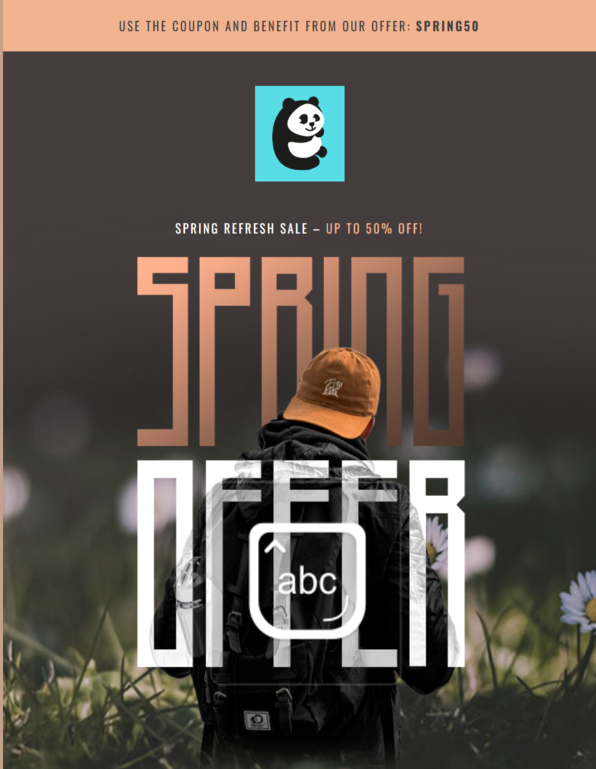 USE THE COUPON AND BENEFIT FROM OUR OFFER: SPRING50
SPRING REFRESH SALE – UP TO 50% OFF!
SPRING
OFFER
abc